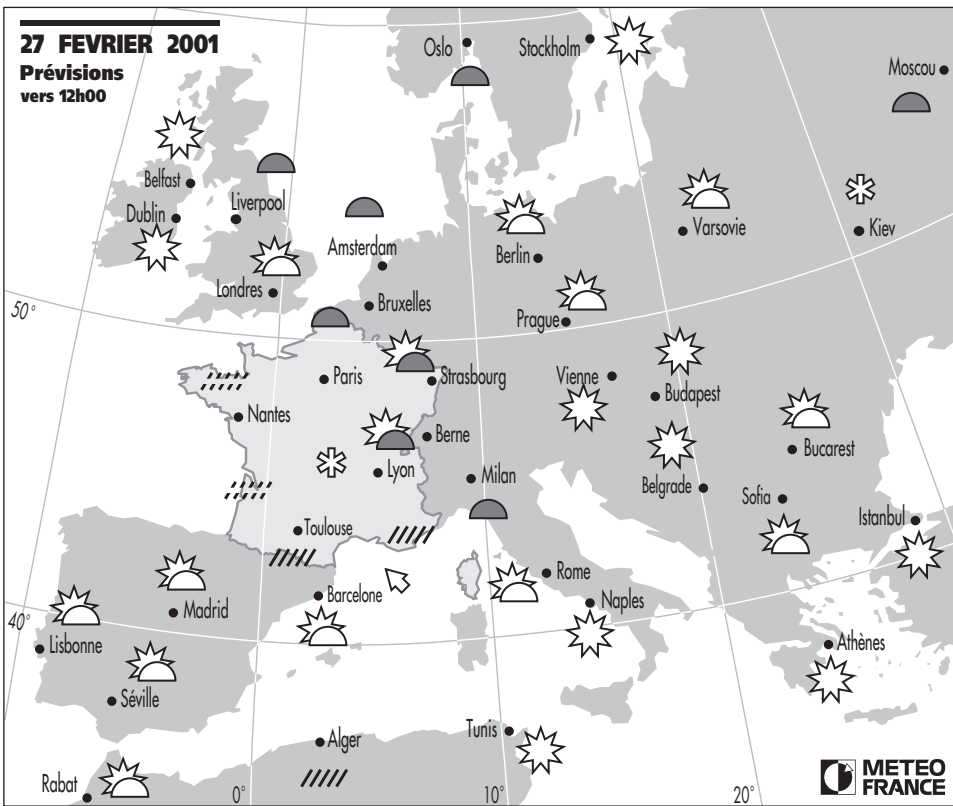 27 FEVRIER 2001
Prévisions
vers 12h00
Oslo
Stockholm
Moscou
Belfast
Dublin
Liverpool
Amsterdam
Varsovie
Kiev
Berlin
Londres
Bruxelles
50°
Prague
Paris
Strasbourg
Vienne
Budapest
Nantes
Berne
Bucarest
Lyon
Milan
Belgrade
Sofia
Istanbul
Toulouse
Rome
Barcelone
Naples
Madrid
40°
Lisbonne
Athènes
Séville
Alger
Tunis
Rabat
0°
10°
20°
METEO
FRANCE